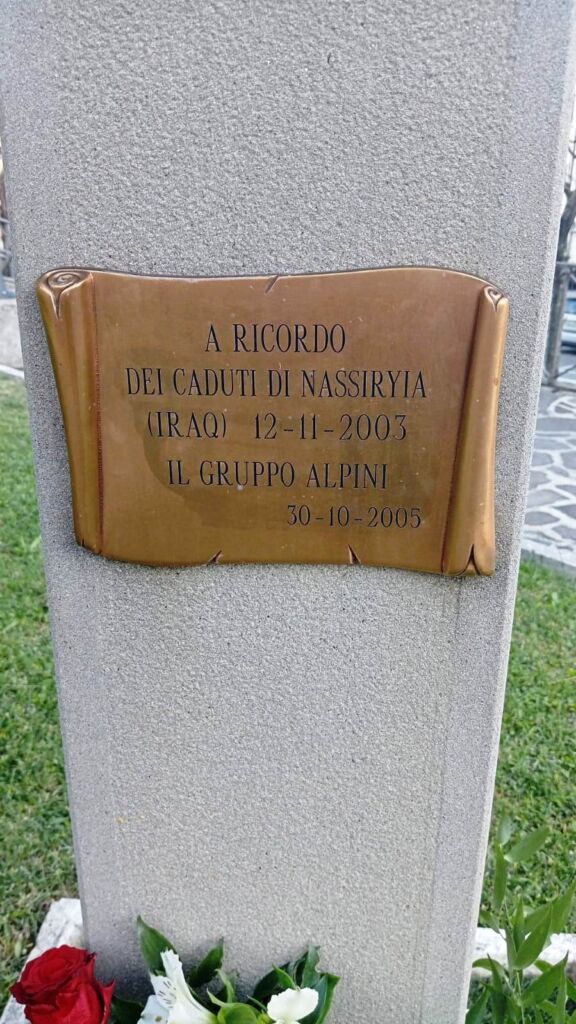 A RICORDO
DEI CADUTI DI NASSIRYIA
(IRAQ) 12-11-2003
IL GRUPPO ALPINI
30-10-2005